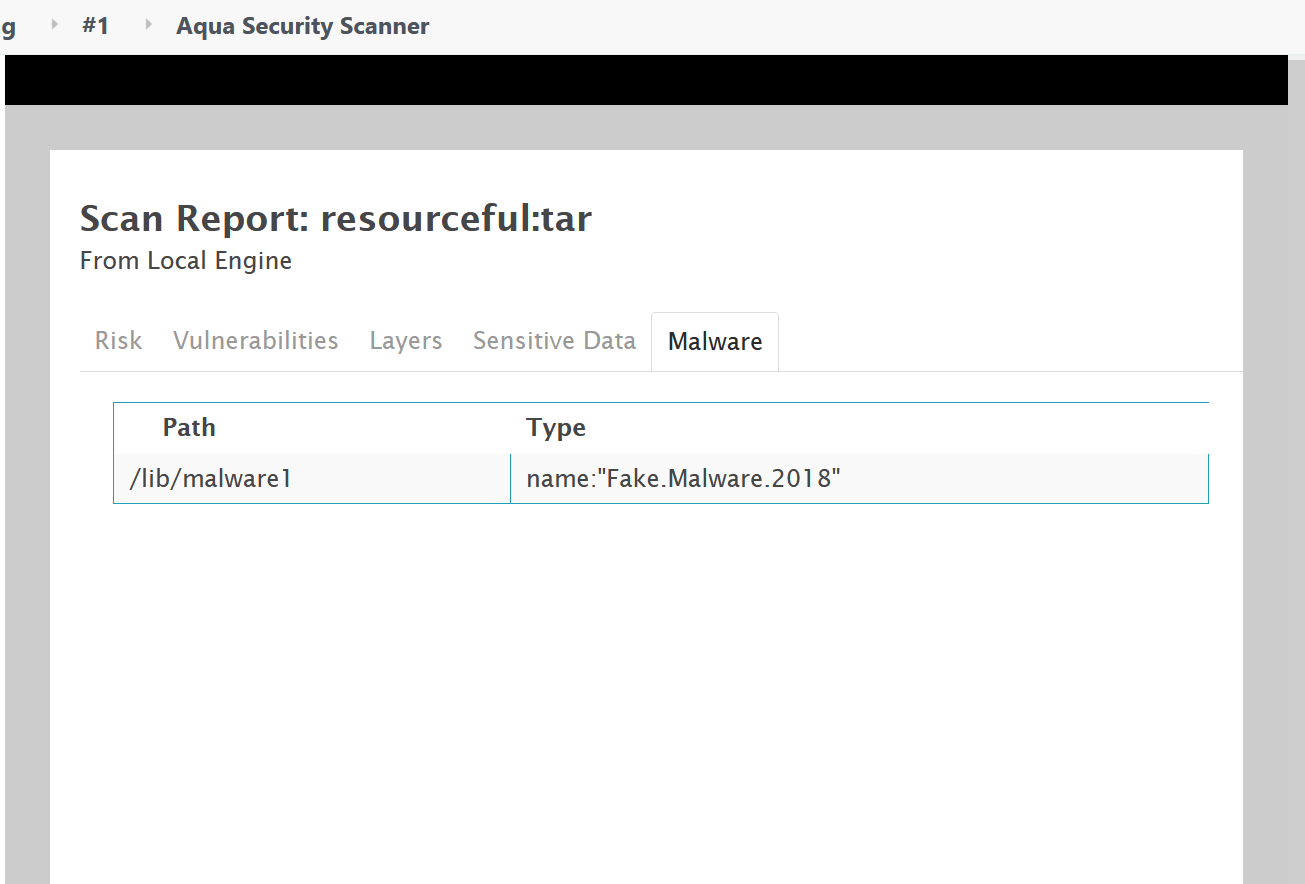 g #1 Aqua Security Scanner
Scan Report: resourceful:tar
From Local Engine
Risk Vulnerabilities Layers Sensitive Data Malware
Path Type
/lib/malware1 name:"Fake.Malware.2018"